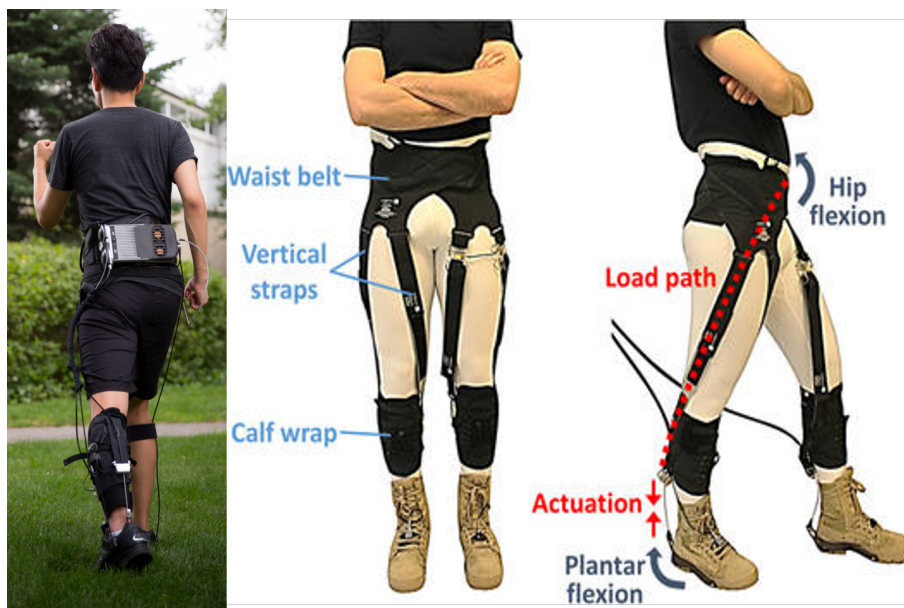 Waist belt
Vertical
straps
Calf wrap
Hip
flexion
Load path
Actuation
Plantar
flexion